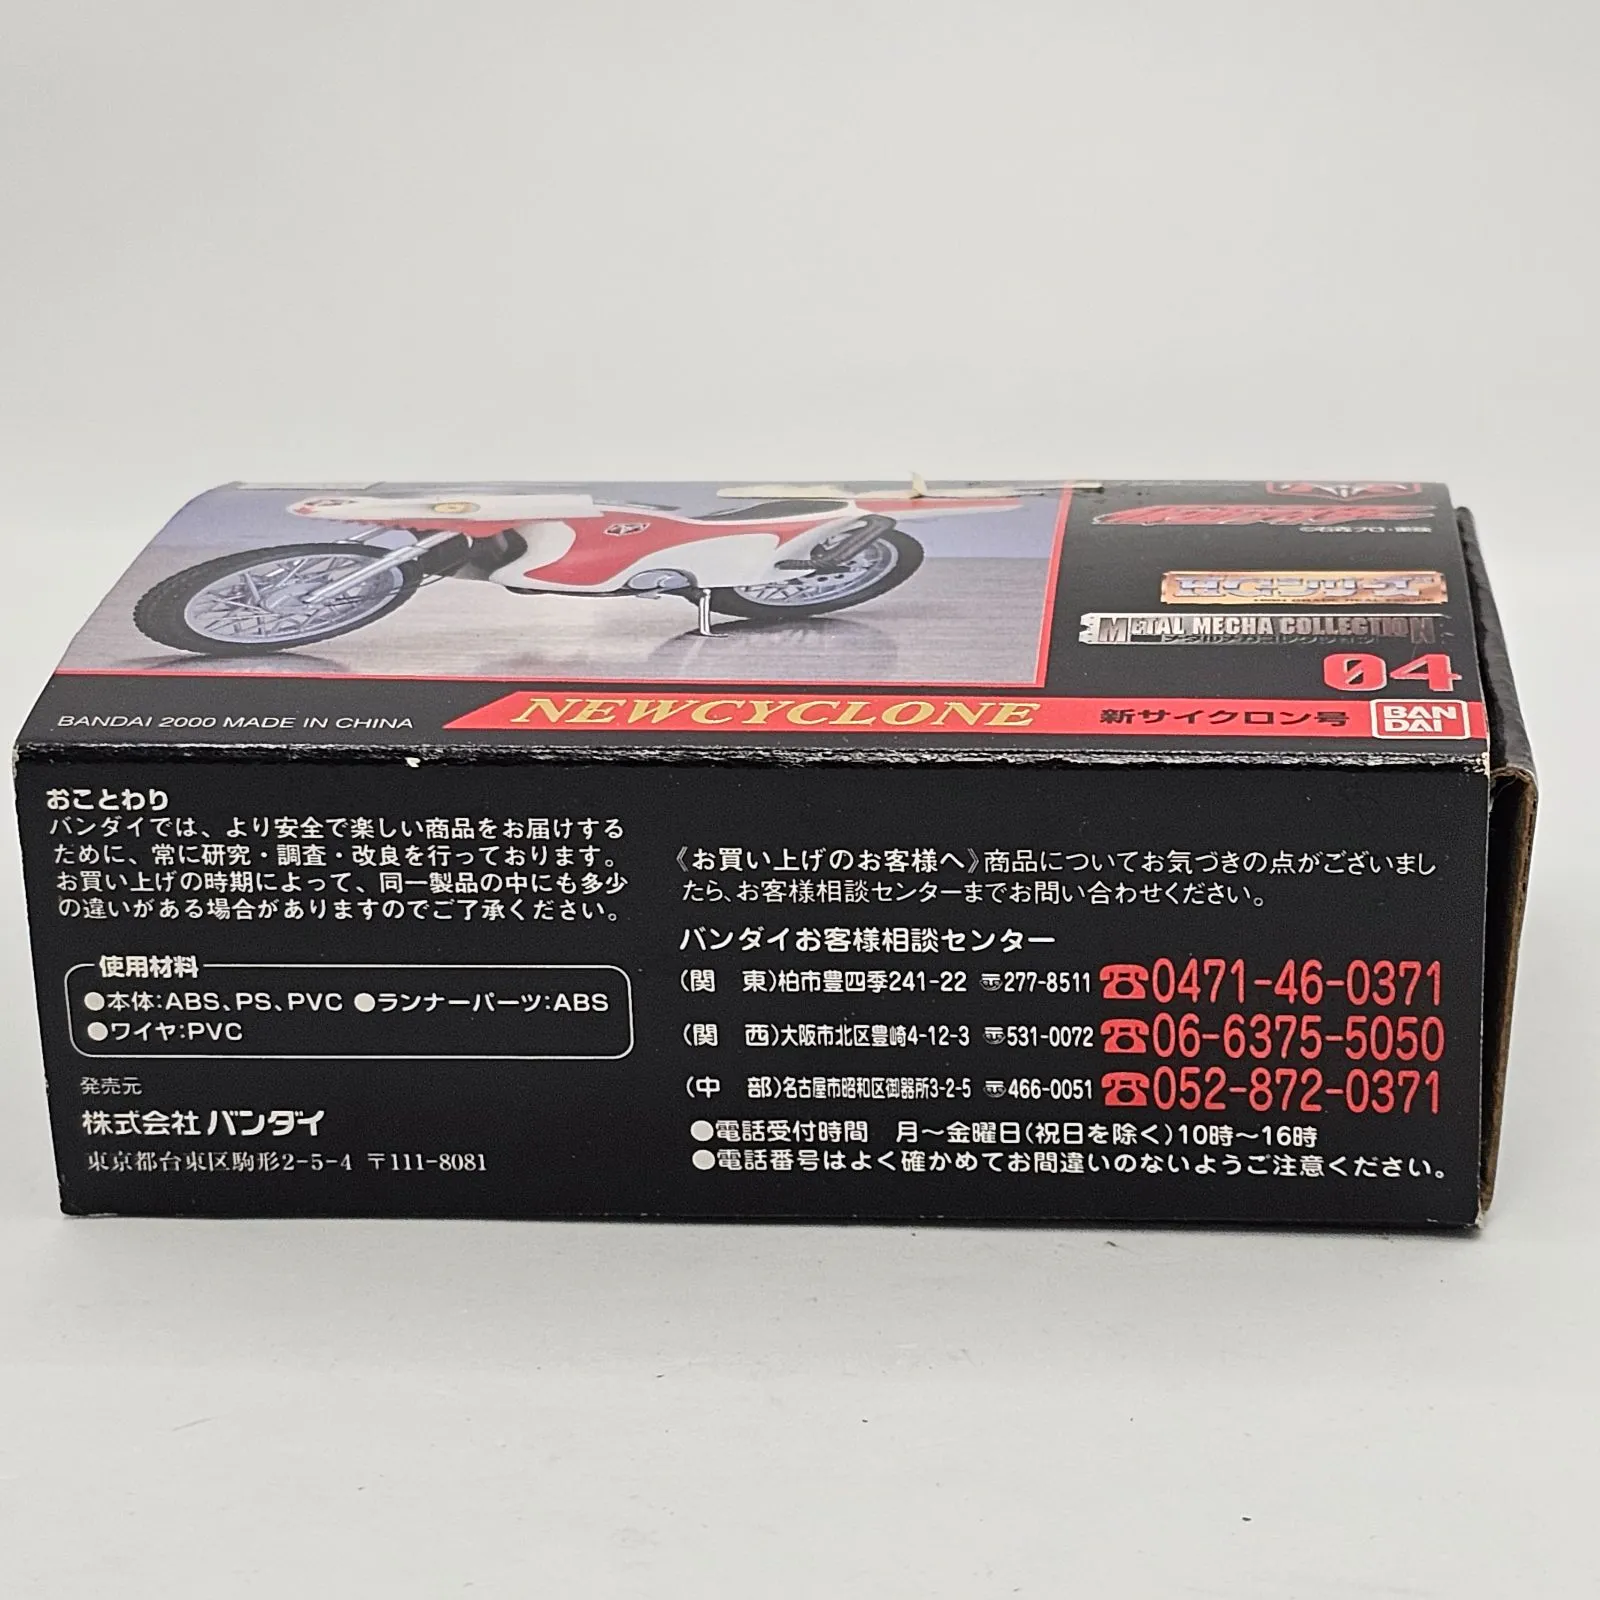 仮面ライダー
©石森プロ・東映
HGシリーズ
METAL MECHA COLLECTION
メタルメカコレクション
04
BANDAI 2000 MADE IN CHINA
NEWCYCLONE
新サイクロン号
BAN
DAI
おことわり
バンダイでは、より安全で楽しい商品をお届けする
ために、常に研究・調査・改良を行っております。
お買い上げの時期によって、同一製品の中にも多少
の違いがある場合がありますのでご了承ください。
使用材料
●本体:ABS、PS、PVC ●ランナーパーツ:ABS
●ワイヤ:PVC
発売元
株式会社 バンダイ
東京都台東区駒形2-5-4 〒111-8081
《お買い上げのお客様へ》商品についてお気づきの点がございまし
たら、お客様相談センターまでお問い合わせください。
バンダイお客様相談センター
(関　東)柏市豊四季241-22 〠277-8511 ☎0471-46-0371
(関　西)大阪市北区豊崎4-12-3 〠531-0072 ☎06-6375-5050
(中　部)名古屋市昭和区御器所3-2-5 〠466-0051 ☎052-872-0371
●電話受付時間　月～金曜日(祝日を除く)10時～16時
●電話番号はよく確かめてお間違いのないようご注意ください。